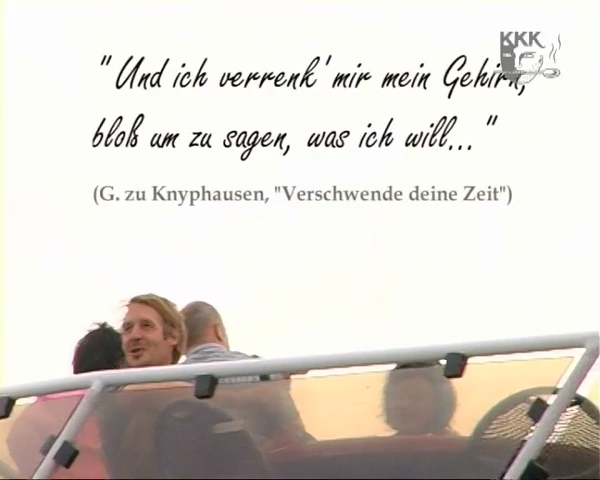 KKK
"Und ich verrenk' mir mein Gehirn,
bloß um zu sagen, was ich will..."
(G. zu Knyphausen, "Verschwende deine Zeit")